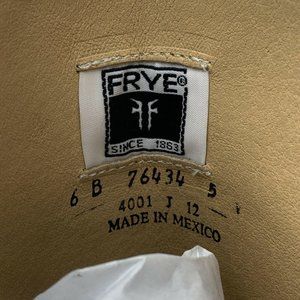 FRYE®
SINCE 1863
6 B 76434 5
4001 J 12
MADE IN MEXICO